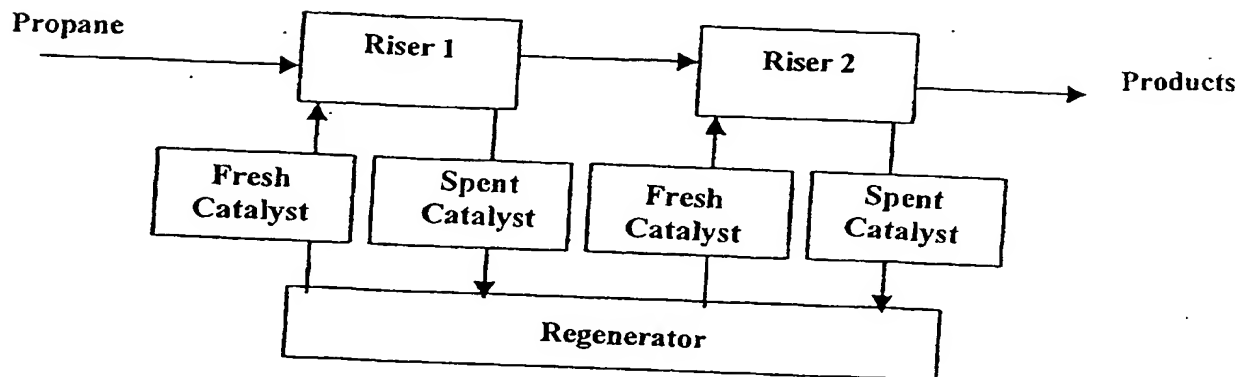 Propane
Riser 1
Riser 2
Products
Fresh
Catalyst
Spent
Catalyst
Fresh
Catalyst
Spent
Catalyst
Regenerator